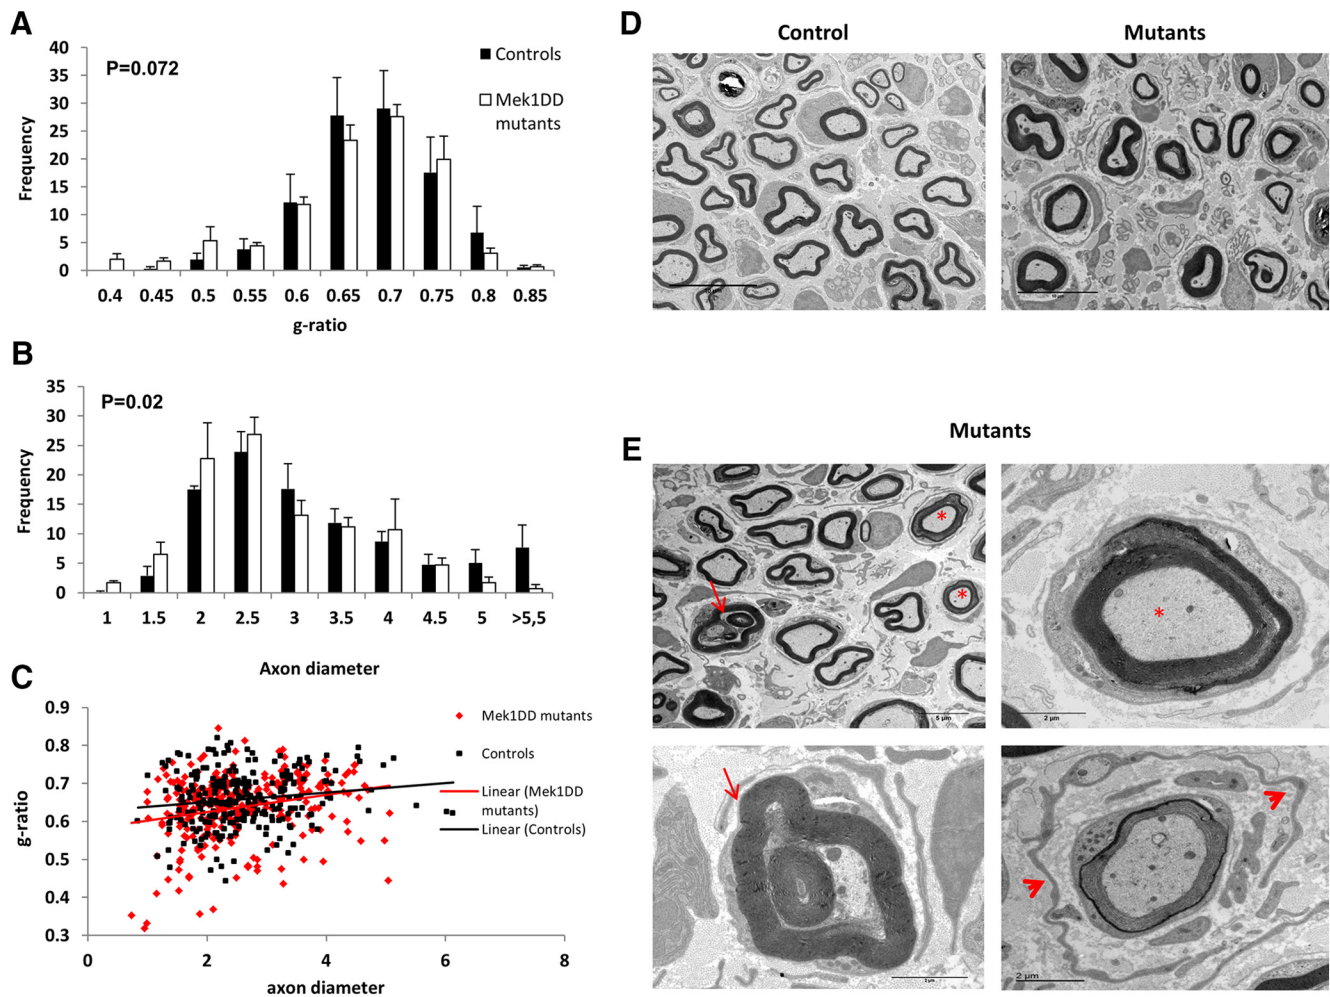 A
P=0.072
Controls
Mek1DD
mutants
Frequency
40
35
30
25
20
15
10
5
0
0.4 0.45 0.5 0.55 0.6 0.65 0.7 0.75 0.8 0.85
g-ratio
B
P=0.02
Frequency
35
30
25
20
15
10
5
0
1 1.5 2 2.5 3 3.5 4 4.5 5 >5,5
Axon diameter
C
g-ratio
0.9
0.8
0.7
0.6
0.5
0.4
0.3
0 2 4 6 8
axon diameter
Mek1DD mutants
Controls
Linear (Mek1DD
mutants)
Linear (Controls)
D
Control Mutants
10 µm
E
Mutants
*
*
5 µm
*
2 µm
2 µm
2 µm